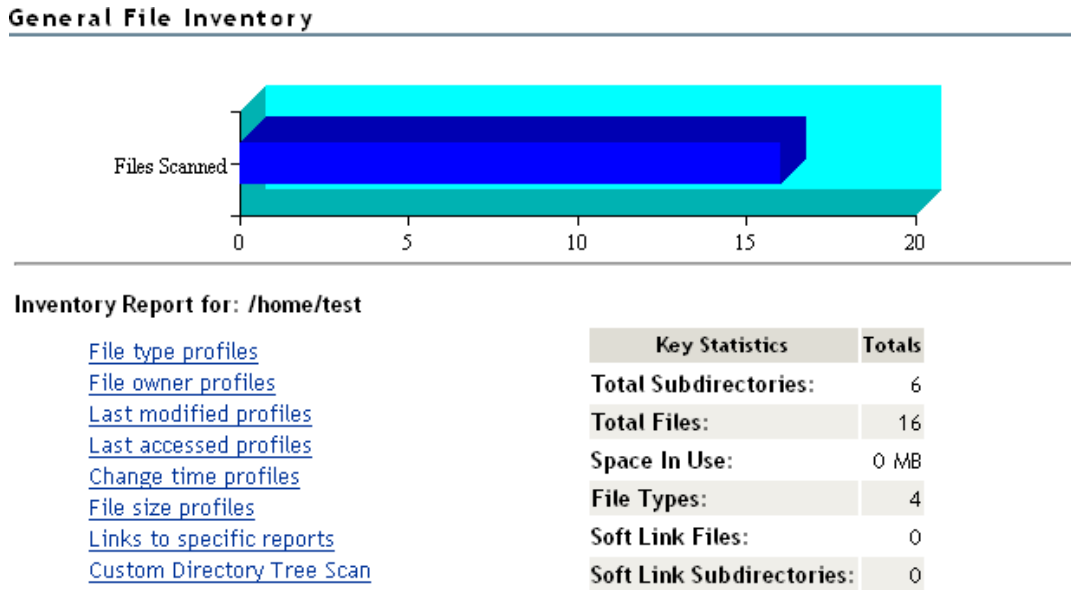 General File Inventory
Files Scanned
0 5 10 15 20
Inventory Report for: /home/test
File type profiles
File owner profiles
Last modified profiles
Last accessed profiles
Change time profiles
File size profiles
Links to specific reports
Custom Directory Tree Scan
Key Statistics Totals
Total Subdirectories: 6
Total Files: 16
Space In Use: 0 MB
File Types: 4
Soft Link Files: 0
Soft Link Subdirectories: 0